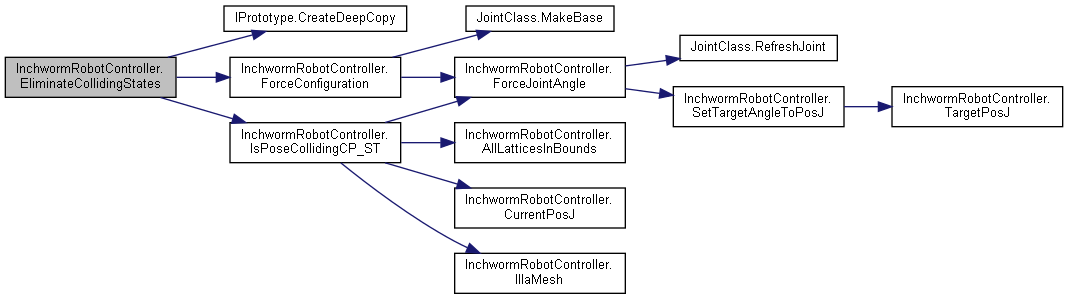 InchwormRobotController.
EliminateCollidingStates
IPrototype.CreateDeepCopy
InchwormRobotController.
ForceConfiguration
InchwormRobotController.
IsPoseCollidingCP_ST
JointClass.MakeBase
InchwormRobotController.
ForceJointAngle
InchwormRobotController.
AllLatticesInBounds
InchwormRobotController.
CurrentPosJ
InchwormRobotController.
IllaMesh
JointClass.RefreshJoint
InchwormRobotController.
SetTargetAngleToPosJ
InchwormRobotController.
TargetPosJ